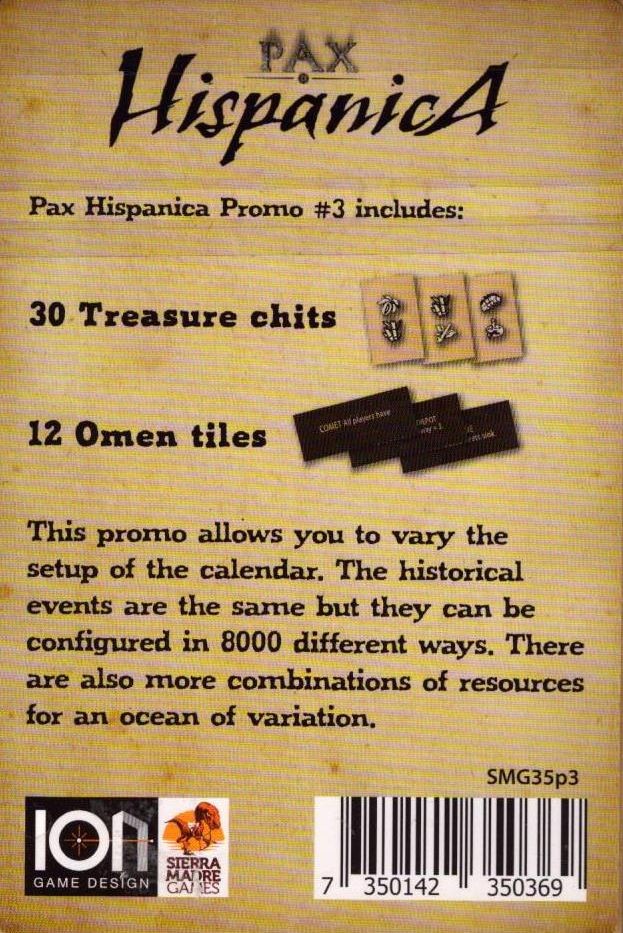 PAX
HispanicA
Pax Hispanica Promo #3 includes:
30 Treasure chits
12 Omen tiles
COMET All players have
way = 1
sink
This promo allows you to vary the
setup of the calendar. The historical
events are the same but they can be
configured in 8000 different ways. There
are also more combinations of resources
for an ocean of variation.
SMG35p3
ION
GAME DESIGN
SIERRA
MADRE
GAMES
7 350142 350369